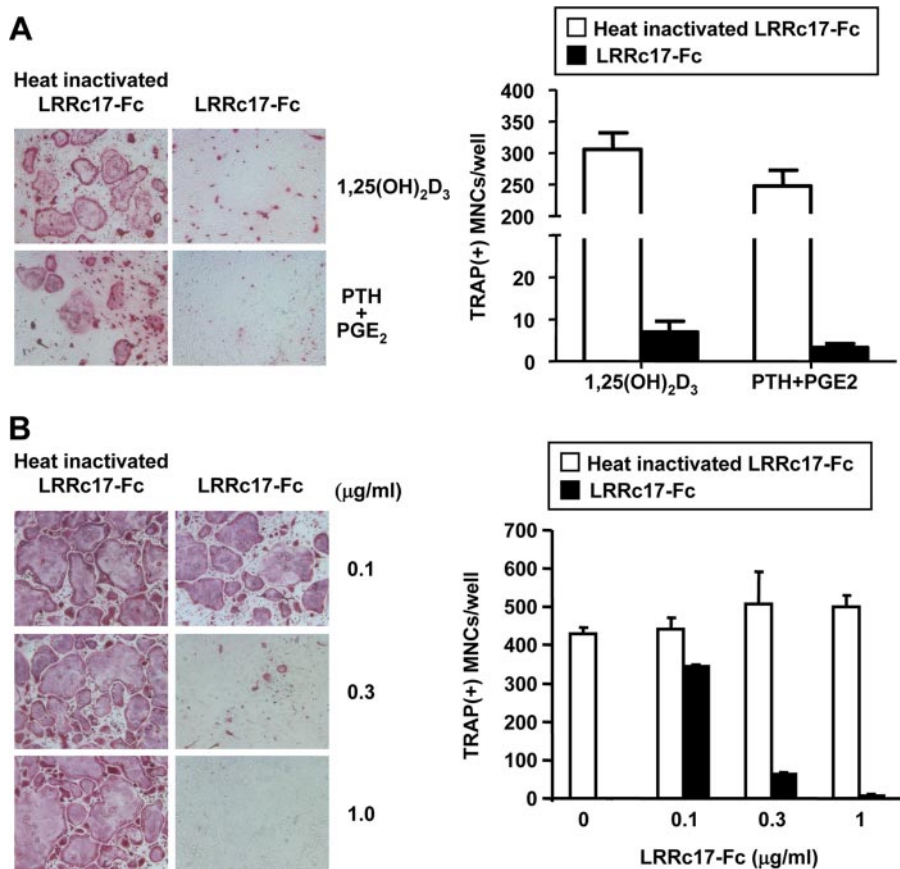 A
Heat inactivated
LRRc17-Fc
LRRc17-Fc
1,25(OH)₂D₃
PTH
+
PGE₂
Heat inactivated LRRc17-Fc
LRRc17-Fc
TRAP(+) MNCs/well
400
350
300
250
200
20
10
0
1,25(OH)₂D₃
PTH+PGE2
B
Heat inactivated
LRRc17-Fc
LRRc17-Fc
(μg/ml)
0.1
0.3
1.0
Heat inactivated LRRc17-Fc
LRRc17-Fc
TRAP(+) MNCs/well
700
600
500
400
300
200
100
0
0
0.1
0.3
1
LRRc17-Fc (μg/ml)